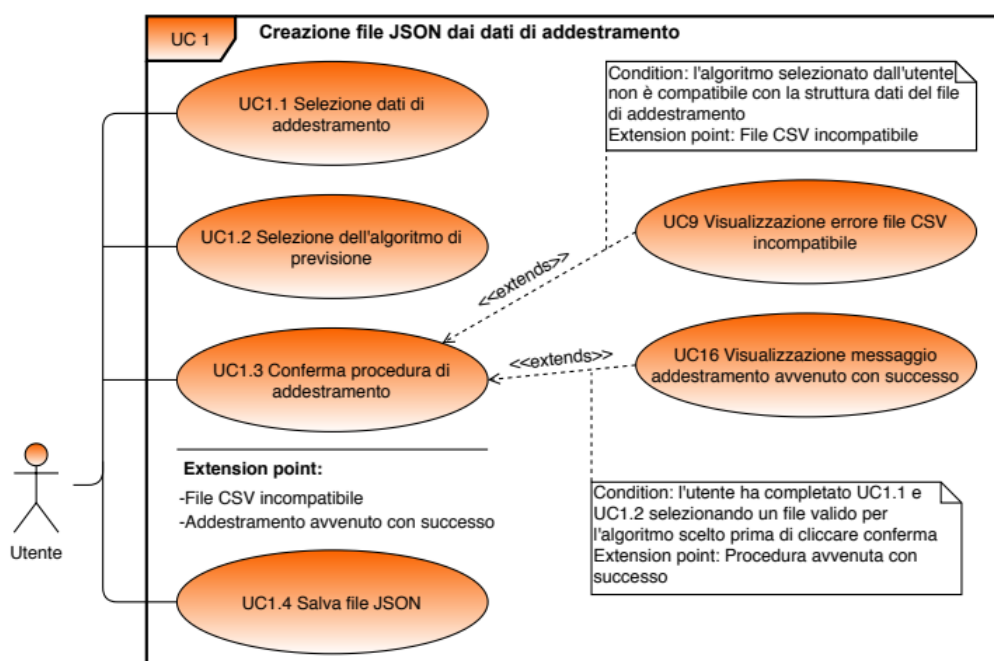 UC 1
Creazione file JSON dai dati di addestramento
UC1.1 Selezione dati di
addestramento
Condition: l'algoritmo selezionato dall'utente
non è compatibile con la struttura dati del file
di addestramento
Extension point: File CSV incompatibile
UC1.2 Selezione dell'algoritmo di
previsione
UC9 Visualizzazione errore file CSV
incompatibile
<<extends>>
UC1.3 Conferma procedura di
addestramento
<<extends>>
UC16 Visualizzazione messaggio
addestramento avvenuto con successo
Extension point:
-File CSV incompatibile
-Addestramento avvenuto con successo
Utente
Condition: l'utente ha completato UC1.1 e
UC1.2 selezionando un file valido per
l'algoritmo scelto prima di cliccare conferma
Extension point: Procedura avvenuta con
successo
UC1.4 Salva file JSON